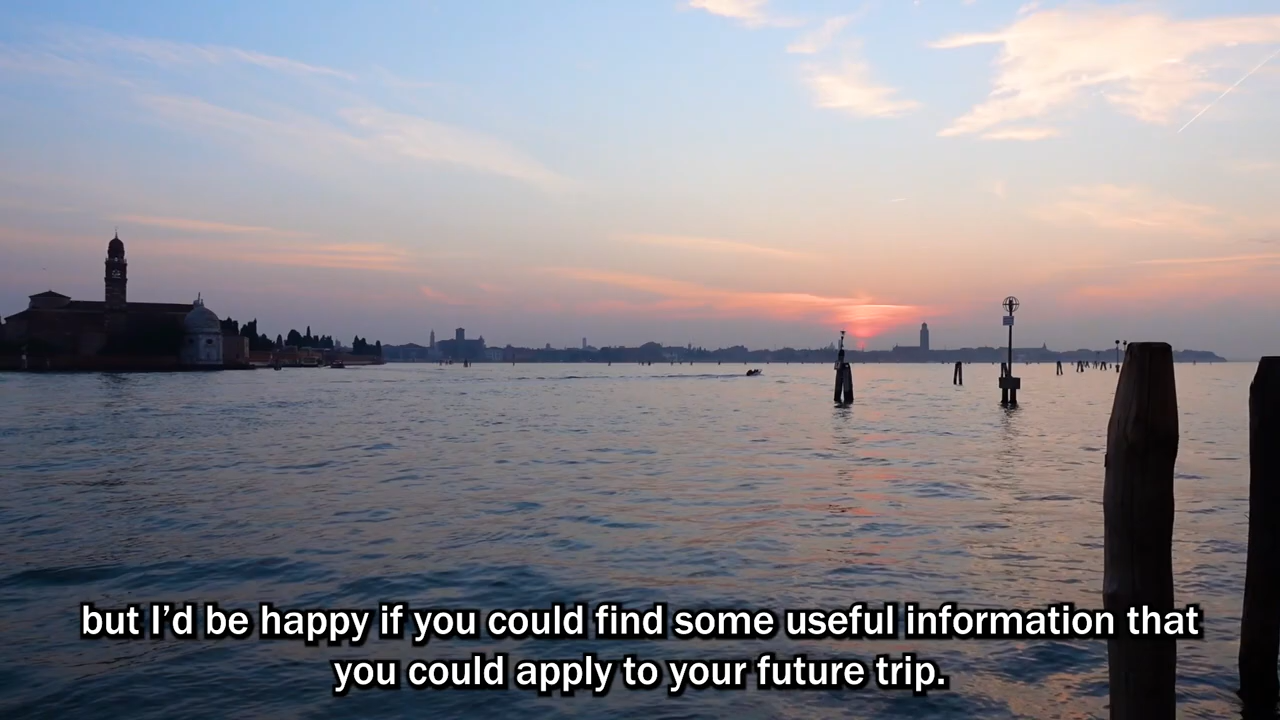 but I’d be happy if you could find some useful information that
you could apply to your future trip.